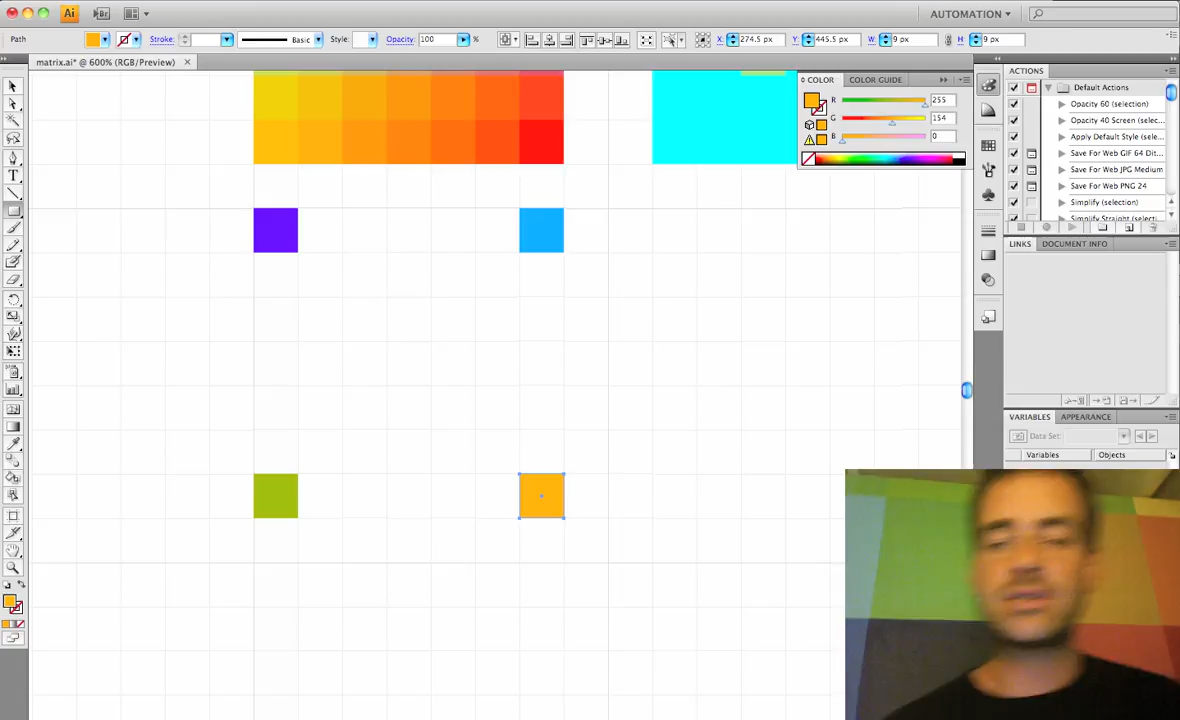 Ai Br AUTOMATION
Path Stroke: Basic Style: Opacity: 100 % X: 274.5 px Y: 445.5 px W: 9 px H: 9 px
matrix.ai* @ 600% (RGB/Preview)
COLOR COLOR GUIDE
R 255
G 154
B 0
ACTIONS
Default Actions
Opacity 60 (selection)
Opacity 40 Screen (selec...
Apply Default Style (sele...
Save For Web GIF 64 Dit...
Save For Web JPG Medium
Save For Web PNG 24
Simplify (selection)
Simplify Straight (selecti...
LINKS DOCUMENT INFO
VARIABLES APPEARANCE
Data Set:
Variables Objects
T